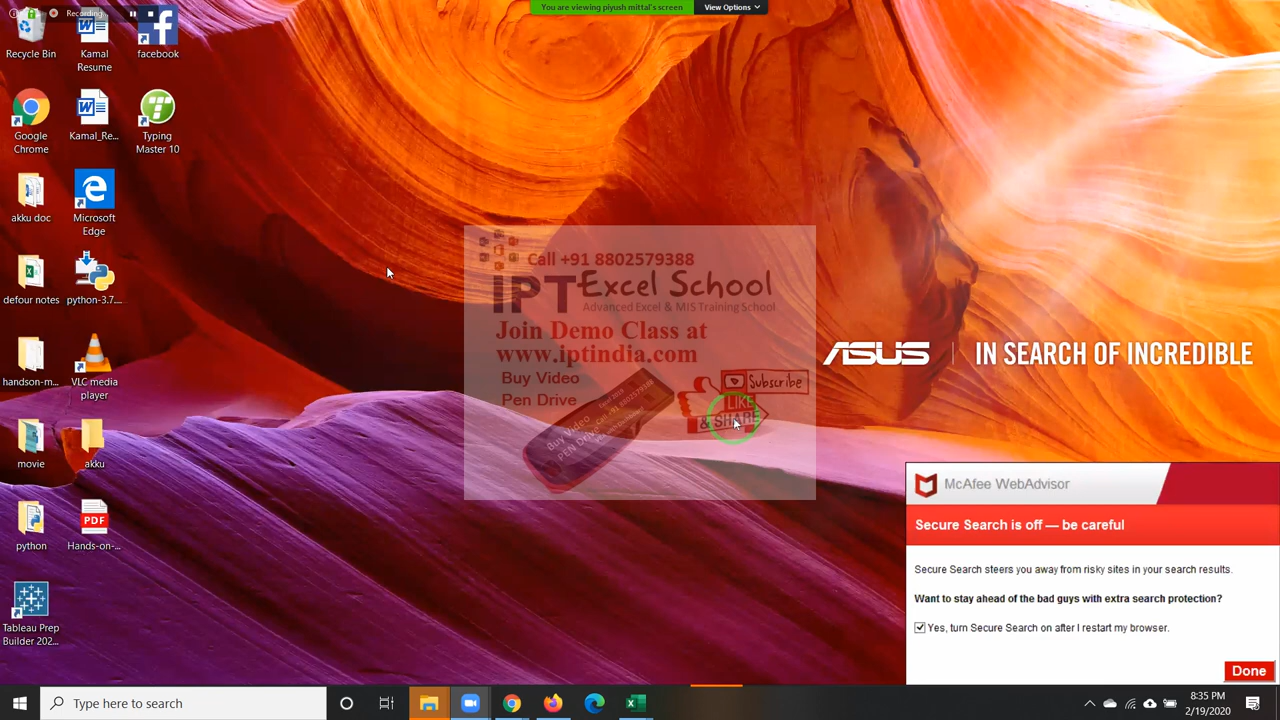 Recording...
You are viewing piyush mittal's screen
View Options
Recycle Bin
Kamal Resume
facebook
Google Chrome
Kamal_Re...
Typing Master 10
akku doc
Microsoft Edge
defour notes
python-3.7....
handson-m...
VLC media player
movie
akku
python
PDF
Hands-on-...
Tableau Prep Builder 202...
Call +91 8802579388
IPT Excel School
Advanced Excel & MIS Training School
Join Demo Class at
www.iptindia.com
Buy Video
Pen Drive
Buy Video
PEN Drive
Subscribe
LIKE
& SHARE
ASUS IN SEARCH OF INCREDIBLE
McAfee WebAdvisor
Secure Search is off — be careful
Secure Search steers you away from risky sites in your search results.
Want to stay ahead of the bad guys with extra search protection?
Yes, turn Secure Search on after I restart my browser.
Done
Type here to search
8:35 PM
2/19/2020